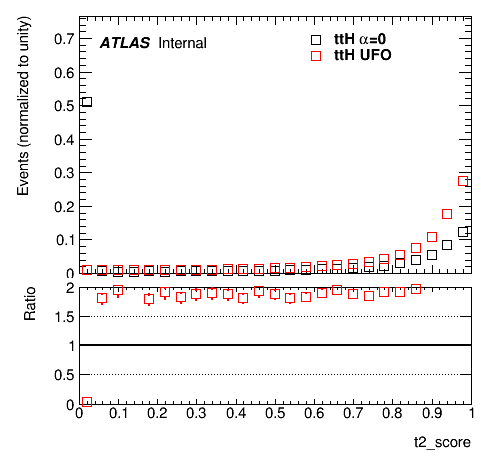 ATLAS Internal
ttH α=0
ttH UFO
Events (normalized to unity)
0.7
0.6
0.5
0.4
0.3
0.2
0.1
0
Ratio
2
1.5
1
0.5
0
0 0.1 0.2 0.3 0.4 0.5 0.6 0.7 0.8 0.9 1
t2_score